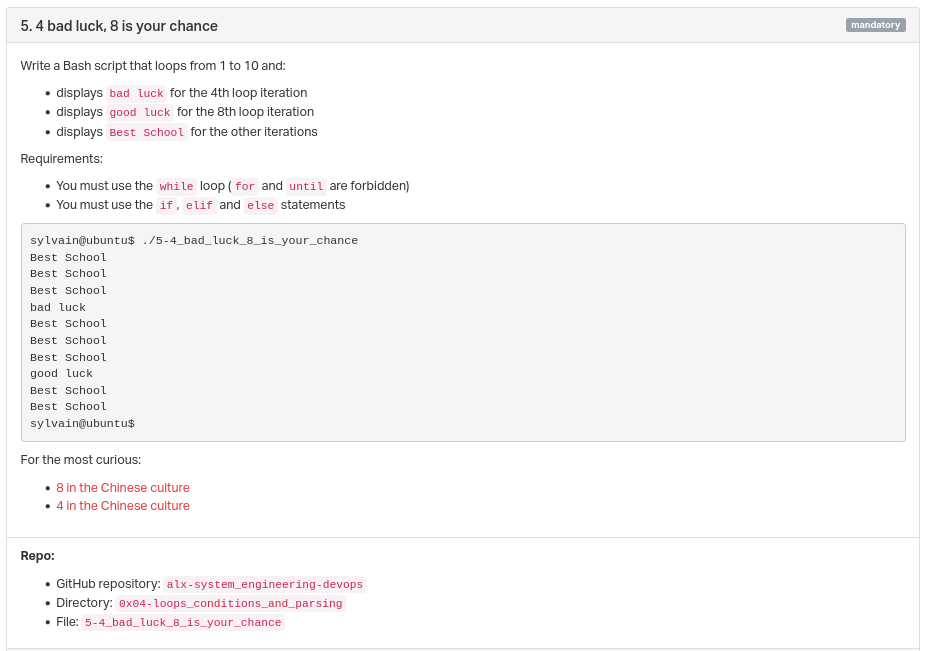 5. 4 bad luck, 8 is your chance
mandatory
Write a Bash script that loops from 1 to 10 and:
displays bad luck for the 4th loop iteration
displays good luck for the 8th loop iteration
displays Best School for the other iterations
Requirements:
You must use the while loop ( for and until are forbidden)
You must use the if, elif and else statements
sylvain@ubuntu$ ./5-4_bad_luck_8_is_your_chance
Best School
Best School
Best School
bad luck
Best School
Best School
Best School
good luck
Best School
Best School
sylvain@ubuntu$
For the most curious:
8 in the Chinese culture
4 in the Chinese culture
Repo:
GitHub repository: alx-system_engineering-devops
Directory: 0x04-loops_conditions_and_parsing
File: 5-4_bad_luck_8_is_your_chance